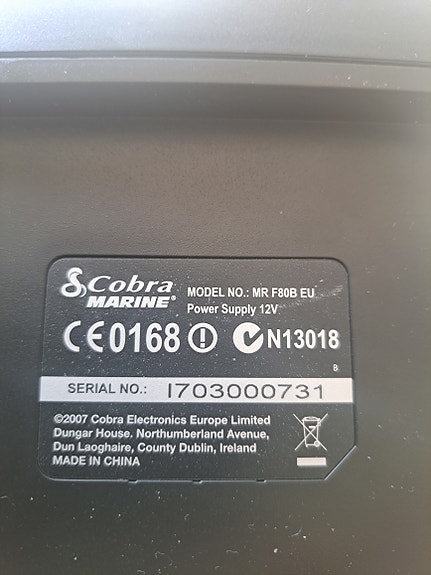 Cobra
MARINE®
MODEL NO.: MR F80B EU
Power Supply 12V
CE0168 N13018
B
SERIAL NO.: I703000731
©2007 Cobra Electronics Europe Limited
Dungar House. Northumberland Avenue,
Dun Laoghaire, County Dublin, Ireland
MADE IN CHINA